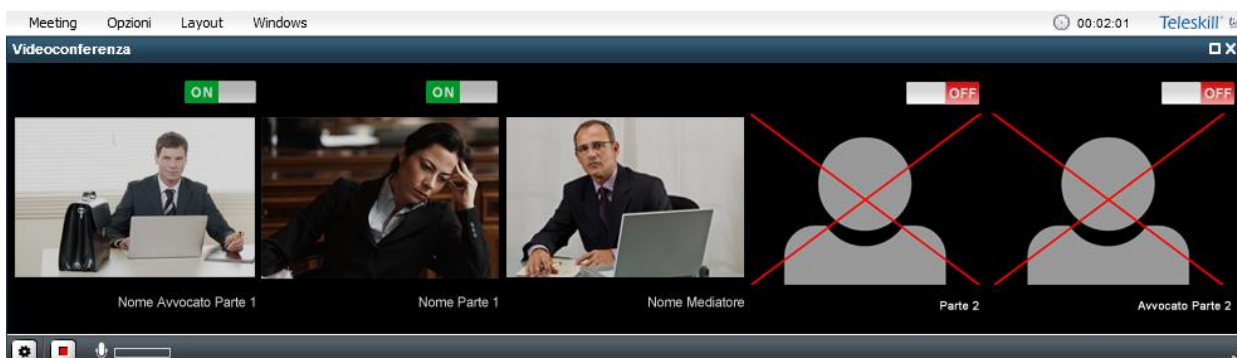 Meeting Opzioni Layout Windows 00:02:01 Teleskill
Videoconferenza
ON ON OFF OFF
Nome Avvocato Parte 1 Nome Parte 1 Nome Mediatore Parte 2 Avvocato Parte 2